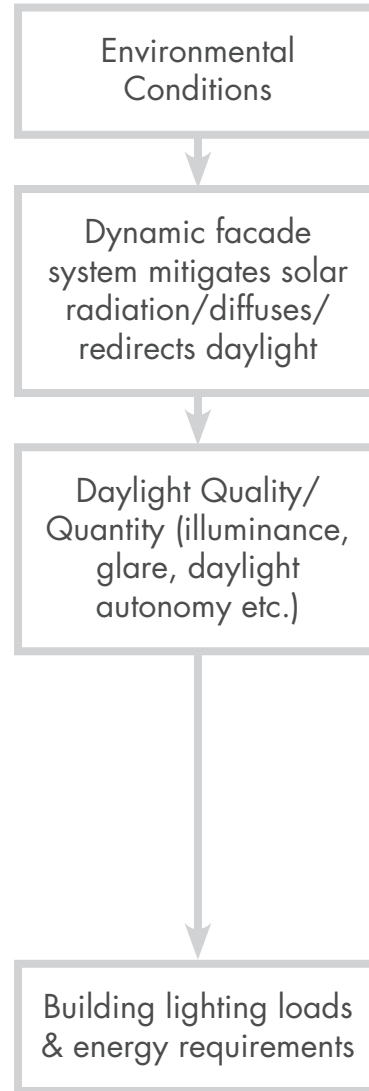 Environmental
Conditions
Dynamic facade
system mitigates solar
radiation/diffuses/
redirects daylight
Daylight Quality/
Quantity (illuminance,
glare, daylight
autonomy etc.)
Building lighting loads
& energy requirements